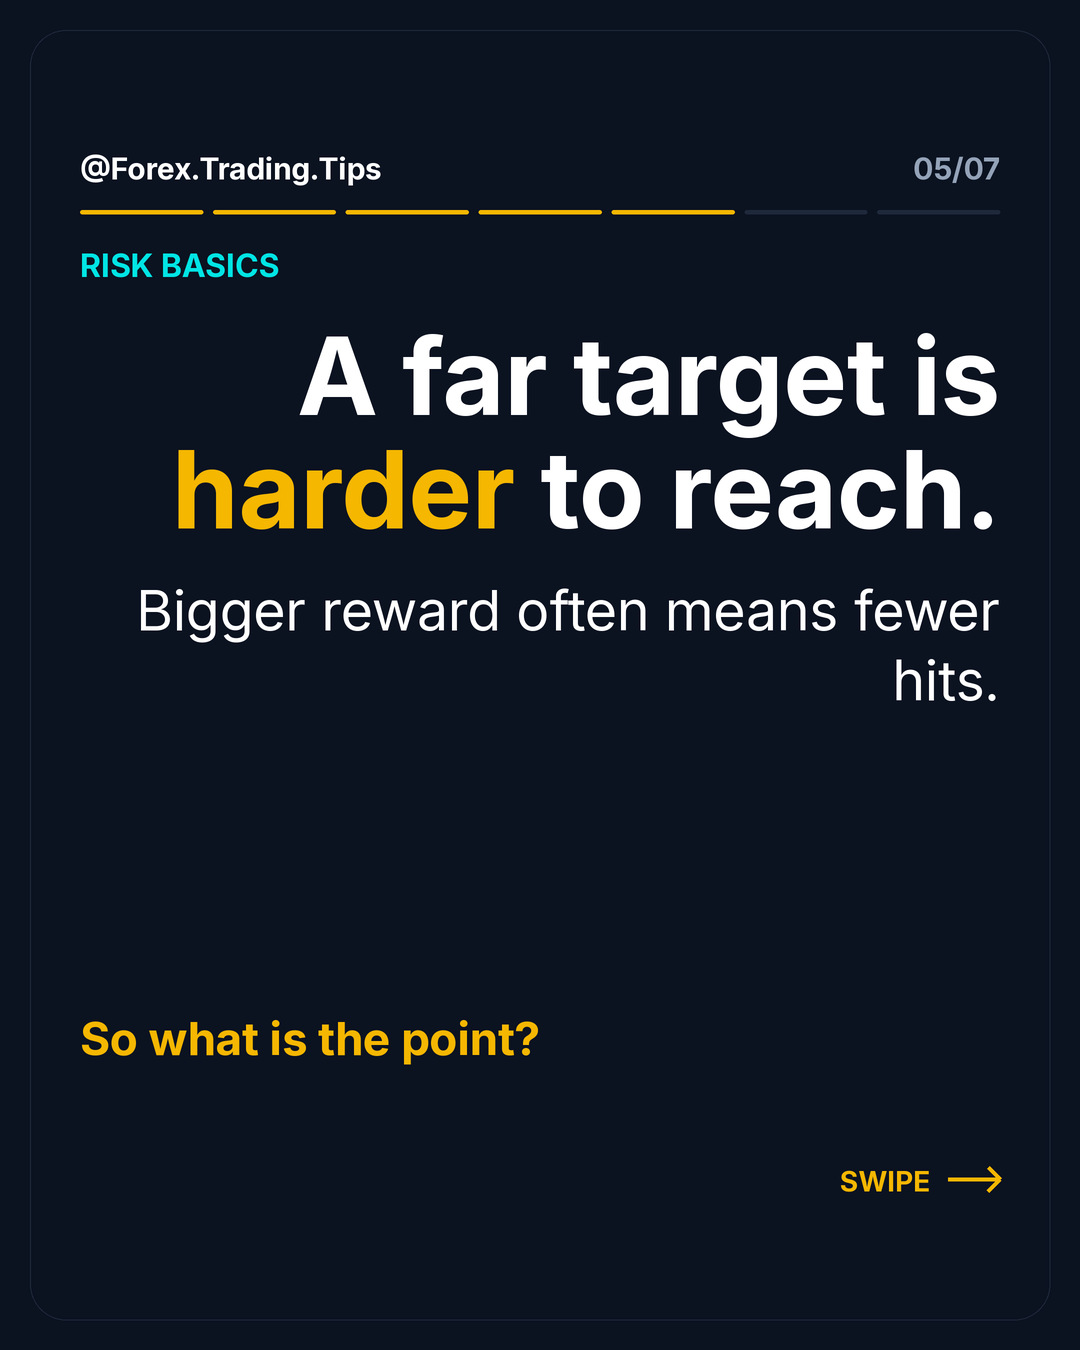 @Forex.Trading.Tips
05/07
RISK BASICS
A far target is
harder to reach.
Bigger reward often means fewer
hits.
So what is the point?
SWIPE